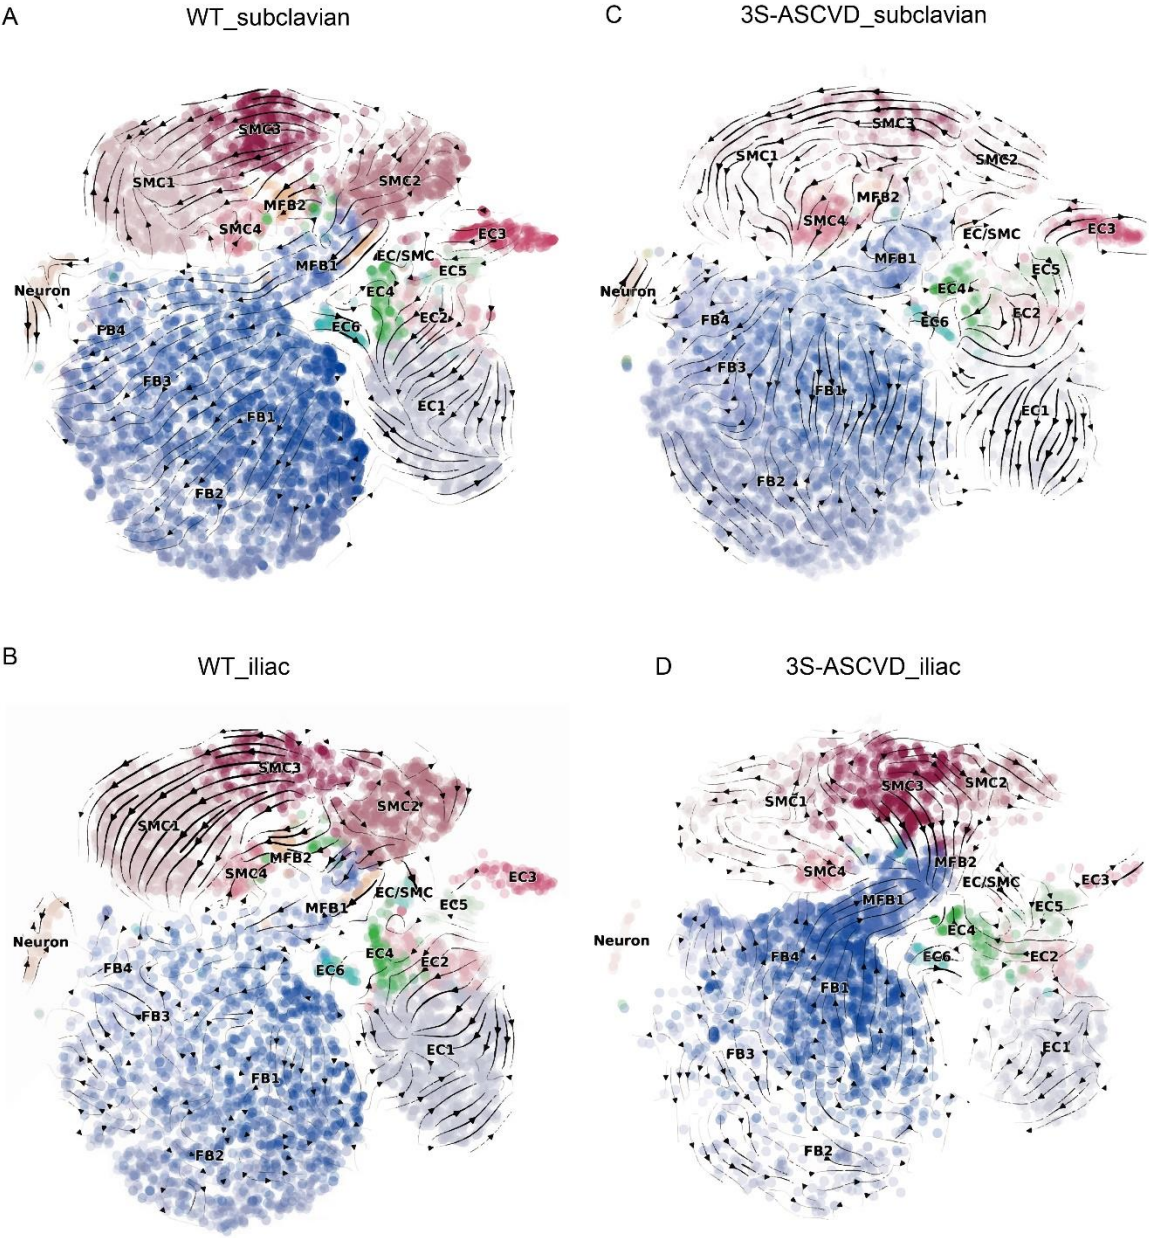 A
WT_subclavian
SMC3
SMC1
SMC2
MFB2
SMC4
EC3
EC/SMC
MFB1
EC5
Neuron
EC4
EC2
EC6
FB4
FB3
EC1
FB1
FB2
C
3S-ASCVD_subclavian
SMC3
SMC1
SMC2
MFB2
SMC4
EC3
EC/SMC
MFB1
EC5
Neuron
EC4
EC2
EC6
FB4
FB3
FB1
EC1
FB2
B
WT_iliac
SMC3
SMC2
SMC1
MFB2
SMC4
EC3
EC/SMC
EC5
MFB1
Neuron
EC4
EC2
EC6
FB4
FB3
EC1
FB1
FB2
D
3S-ASCVD_iliac
SMC3
SMC2
SMC1
MFB2
SMC4
EC3
EC/SMC
MFB1
EC5
EC4
Neuron
FB4
EC6
EC2
FB1
FB3
EC1
FB2